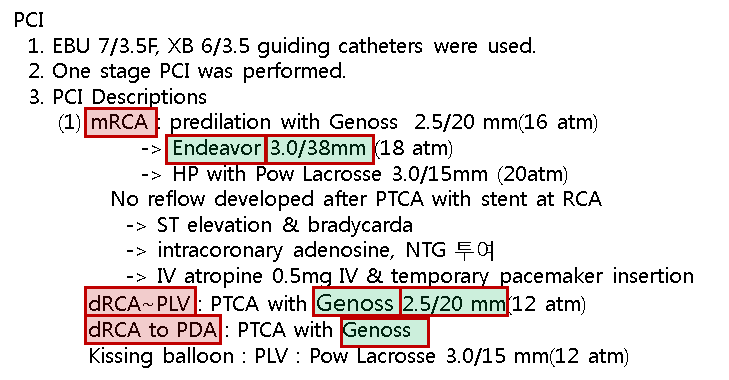 PCI
1. EBU 7/3.5F, XB 6/3.5 guiding catheters were used.
2. One stage PCI was performed.
3. PCI Descriptions
(1) mRCA : predilation with Genoss 2.5/20 mm(16 atm)
-> Endeavor 3.0/38mm (18 atm)
-> HP with Pow Lacrosse 3.0/15mm (20atm)
No reflow developed after PTCA with stent at RCA
-> ST elevation & bradycarda
-> intracoronary adenosine, NTG 투여
-> IV atropine 0.5mg IV & temporary pacemaker insertion
dRCA~PLV : PTCA with Genoss 2.5/20 mm(12 atm)
dRCA to PDA : PTCA with Genoss
Kissing balloon : PLV : Pow Lacrosse 3.0/15 mm(12 atm)